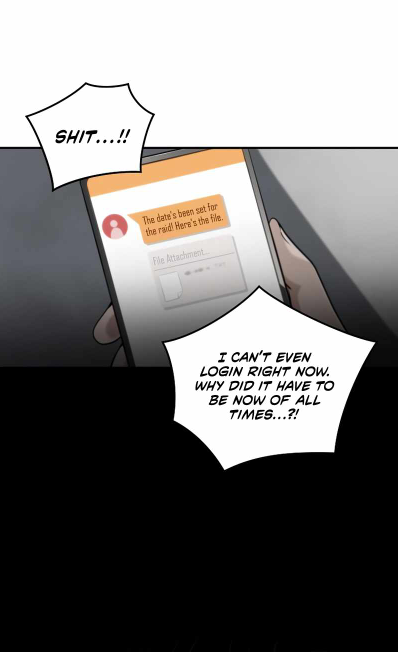 SHIT...!!
The date's been set for
the raid! Here's the file.
File Attachment...
I CAN'T EVEN
LOGIN RIGHT NOW.
WHY DID IT HAVE TO
BE NOW OF ALL
TIMES...?!